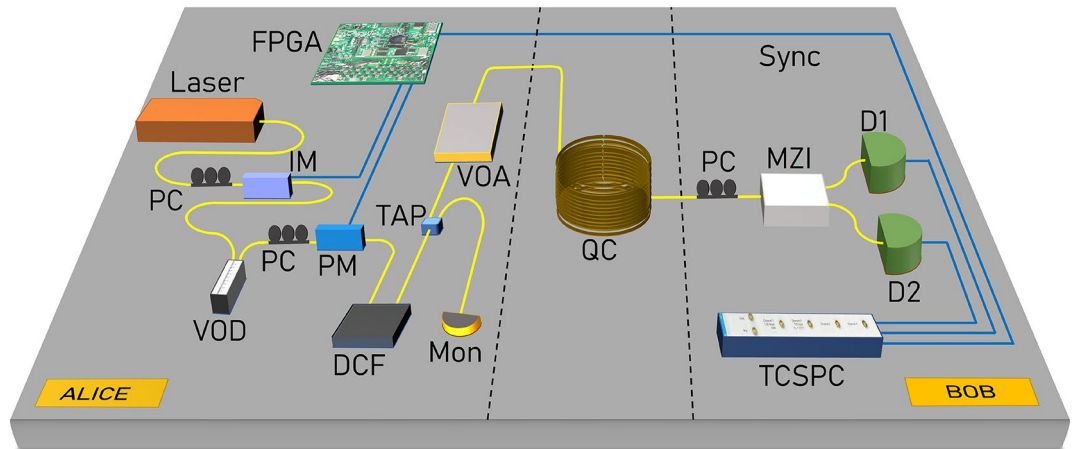 FPGA
Sync
Laser
D1
IM
PC
MZI
PC
VOA
TAP
PC
PM
QC
D2
VOD
DCF
Mon
TCSPC
ALICE
BOB